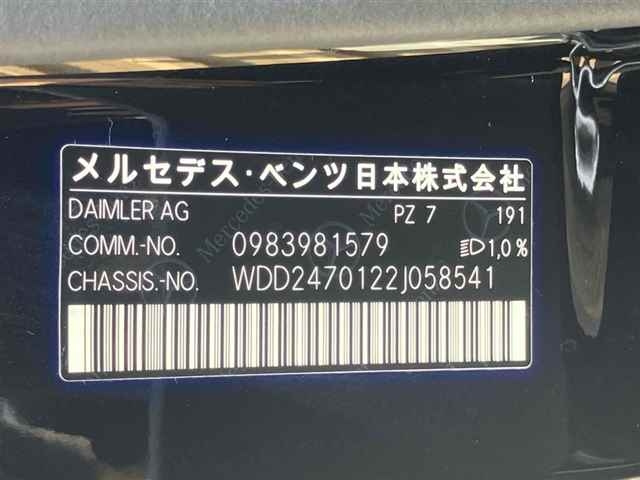 メルセデス・ベンツ日本株式会社
DAIMLER AG PZ 7 191
COMM.-NO. 0983981579 1,0%
CHASSIS.-NO. WDD2470122J058541